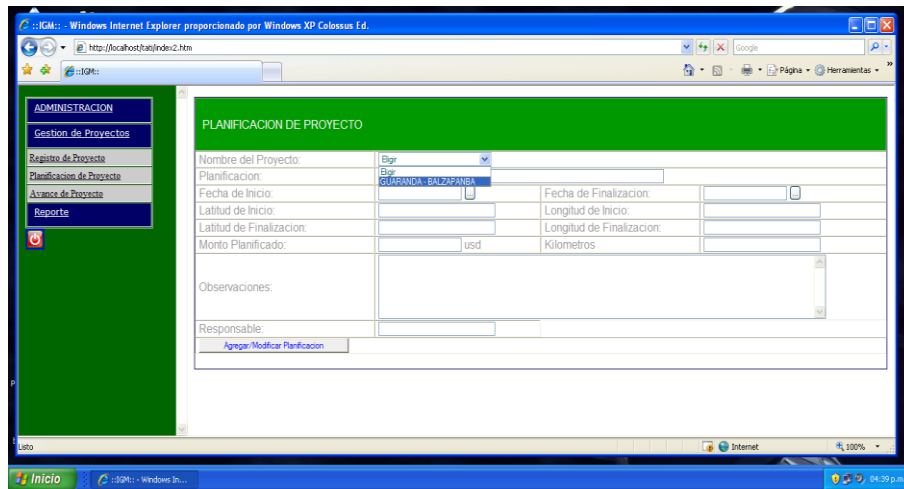 ::IGM:: - Windows Internet Explorer proporcionado por Windows XP Colossus Ed.
http://localhost/tati/index2.htm
Google
::IGM::
Página
Herramientas
ADMINISTRACION
Gestion de Proyectos
Registro de Proyecto
Planificacion de Proyecto
Avance de Proyecto
Reporte
PLANIFICACION DE PROYECTO
Nombre del Proyecto: Eligir
Eligir
GUARANDA - BALZAPANBA
Planificacion:
Fecha de Inicio: ... Fecha de Finalizacion: ...
Latitud de Inicio: Longitud de Inicio:
Latitud de Finalizacion: Longitud de Finalizacion:
Monto Planificado: usd Kilometros
Observaciones:
Responsable:
Agregar/Modificar Planificacion
Listo Internet 100%
Inicio ::IGM:: - Windows In... 04:39 p.m.